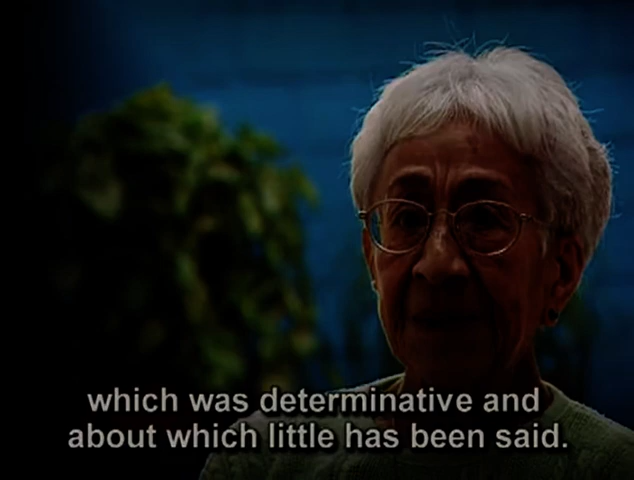 which was determinative and
about which little has been said.